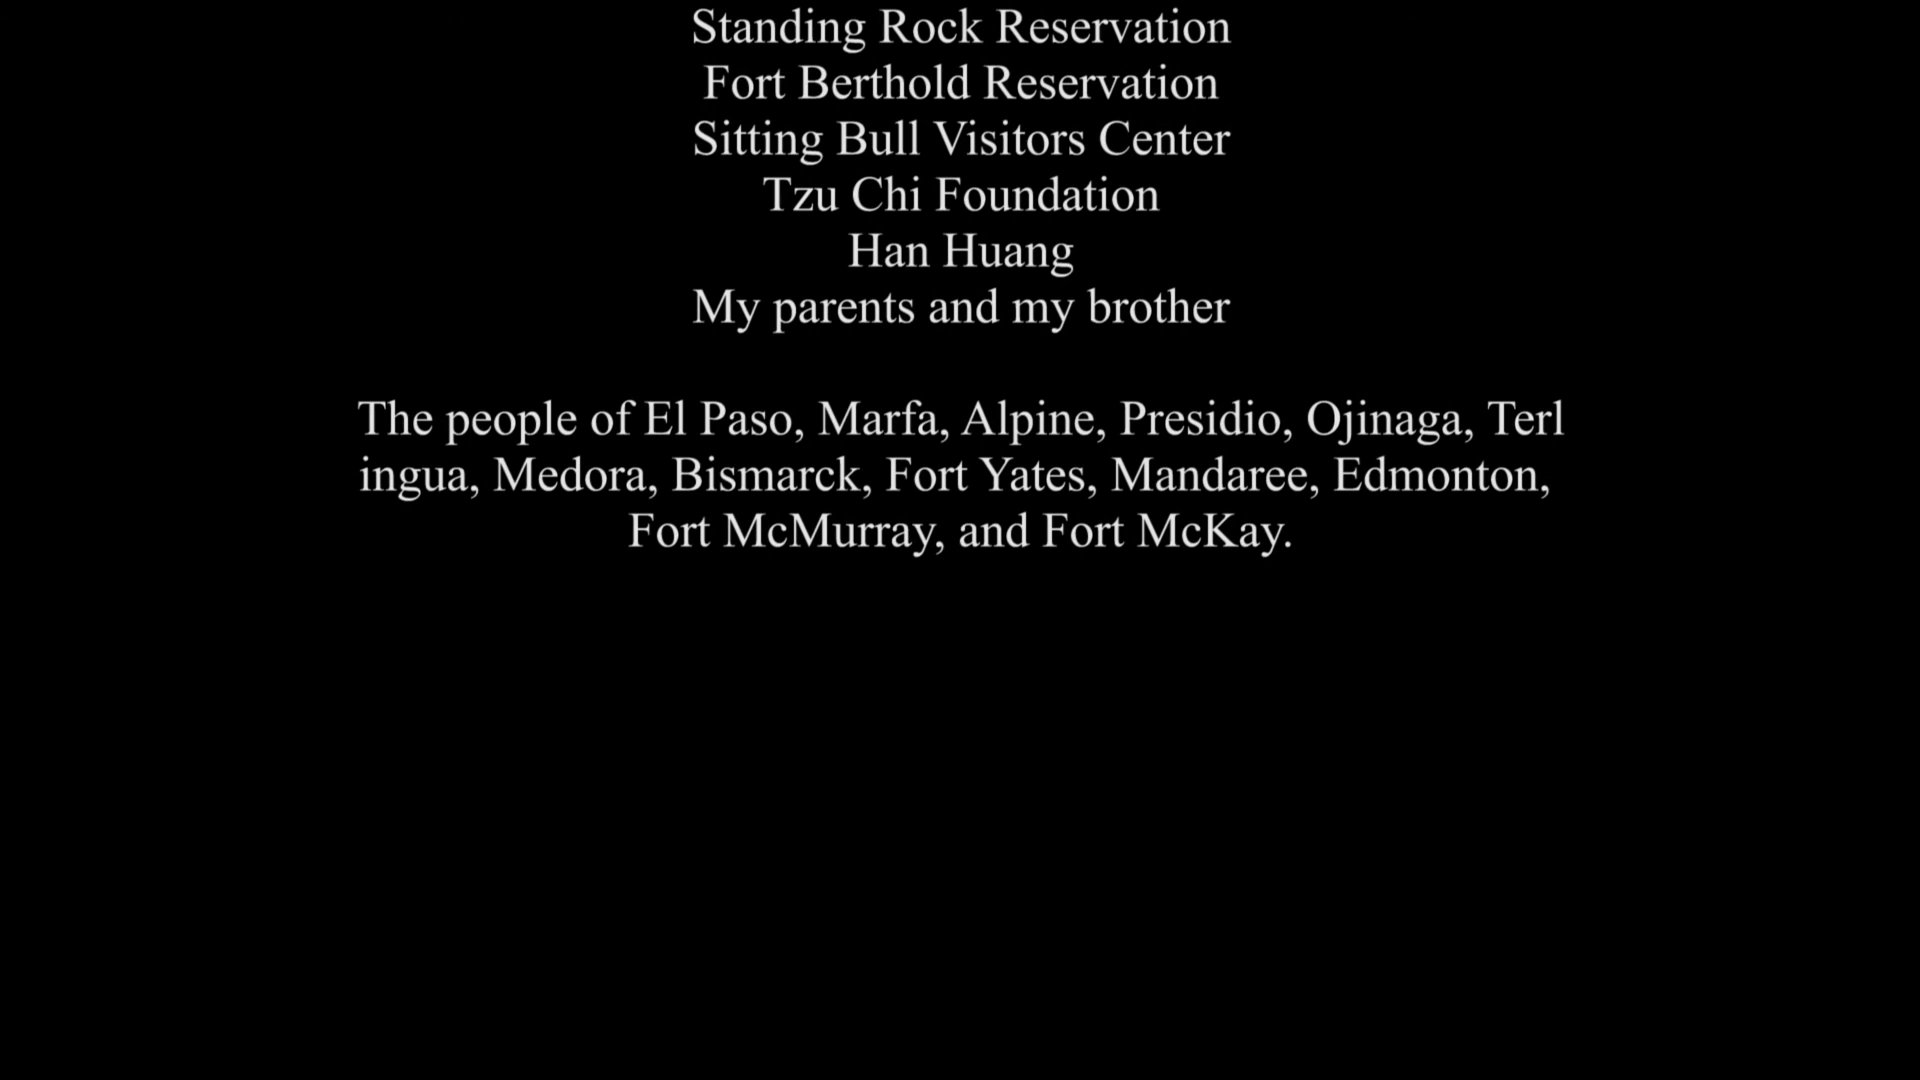 Standing Rock Reservation
Fort Berthold Reservation
Sitting Bull Visitors Center
Tzu Chi Foundation
Han Huang
My parents and my brother
The people of El Paso, Marfa, Alpine, Presidio, Ojinaga, Terl
ingua, Medora, Bismarck, Fort Yates, Mandaree, Edmonton,
Fort McMurray, and Fort McKay.